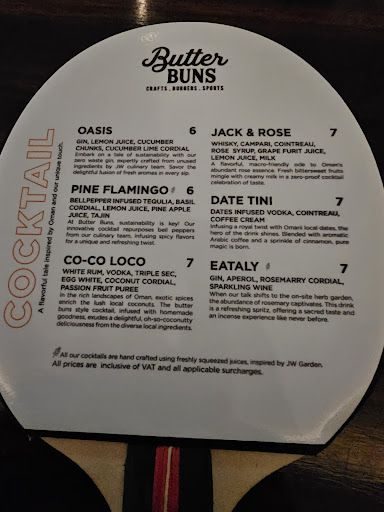 Butter
BUNS
CRAFTS . BURGERS . SPORTS
COCKTAIL
A flavorful tale inspired by Oman and our unique touch.
OASIS 6
GIN, LEMON JUICE, CUCUMBER
CHUNKS, CUCUMBER LIME CORDIAL
Embark on a tale of sustainability with our
zero waste gin, expertly crafted from unused
ingredients by JW culinary team. Savor the gin
delightful fusion of fresh aromas in every sip.
PINE FLAMINGO 6
BELLPEPPER INFUSED TEQUILA, BASIL
CORDIAL, LEMON JUICE, PINE APPLE
JUICE, TAJIN
At Butter Buns, sustainability is key! Our
innovative cocktail repurposes bell peppers
from our culinary team, infusing spicy flavors
for a unique and refreshing twist.
CO-CO LOCO 7
WHITE RUM, VODKA, TRIPLE SEC,
EGG WHITE, COCONUT CORDIAL,
PASSION FRUIT PUREE
In the rich landscapes of Oman, exotic spices
enrich the lush local coconuts. The butter
buns style cocktail, infused with homemade
goodness, exudes a delightful, oh-so-coconutty
deliciousness from the diverse local ingredients.
JACK & ROSE 7
WHISKY, CAMPARI, COINTREAU,
ROSE SYRUP, GRAPE FURIT JUICE,
LEMON JUICE, MILK
A flavorful, macro-friendly ode to Omen's
abundant rose essence. Fresh bittersweet fruits
mingle with creamy milk in a zero-proof cocktail
celebration of taste.
DATE TINI 7
DATES INFUSED VODKA, COINTREAU,
COFFEE CREAM
Infusing a royal twist with Omani local dates, the
hero of the drink shines. Blended with aromatic
Arabic coffee and a sprinkle of cinnamon, pure
magic is born.
EATALY 7
GIN, APEROL, ROSEMARRY CORDIAL,
SPARKLING WINE
When our talk shifts to the on-site herb garden,
the abundance of rosemary captivates. This drink
is a refreshing spritz, offering a sacred taste and
an incense experience like never before.
All our cocktails are hand crafted using freshly squeezed juices, inspired by JW Garden.
All prices are inclusive of VAT and all applicable surcharges.